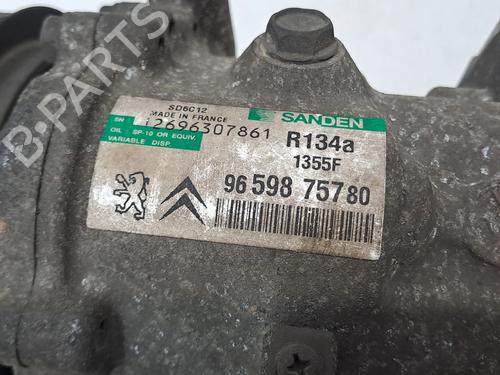 SD6C12
MADE IN FRANCE
SANDEN
SN 12696307861
OIL: SP-10 OR EQUIV.
VARIABLE DISP.
R134a
1355F
96 598 757 80